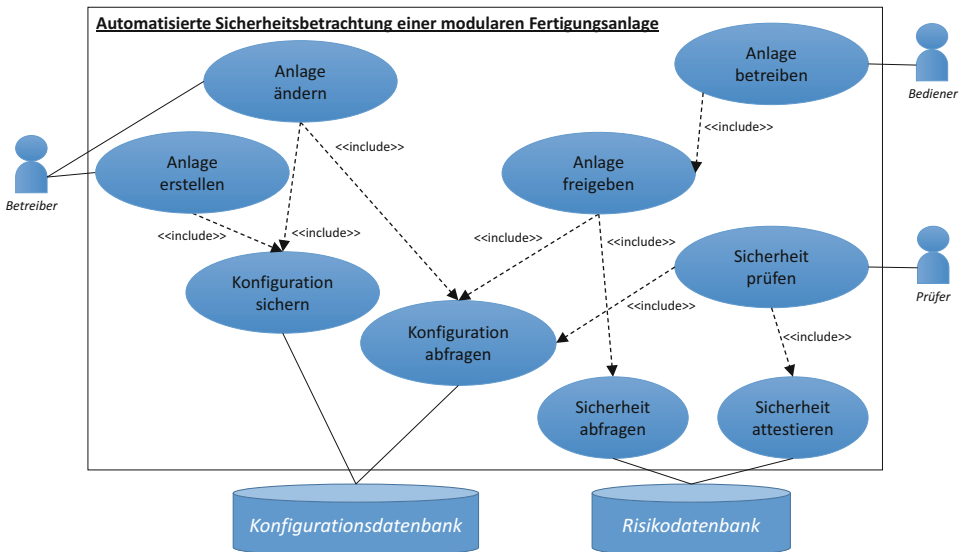 Automatisierte Sicherheitsbetrachtung einer modularen Fertigungsanlage
Anlage
ändern
Anlage
betreiben
Bediener
<<include>>
<<include>>
Anlage
erstellen
Anlage
freigeben
Betreiber
<<include>>
<<include>>
<<include>>
<<include>>
Konfiguration
sichern
Sicherheit
prüfen
Prüfer
<<include>>
Konfiguration
abfragen
<<include>>
Sicherheit
abfragen
Sicherheit
attestieren
Konfigurationsdatenbank
Risikodatenbank